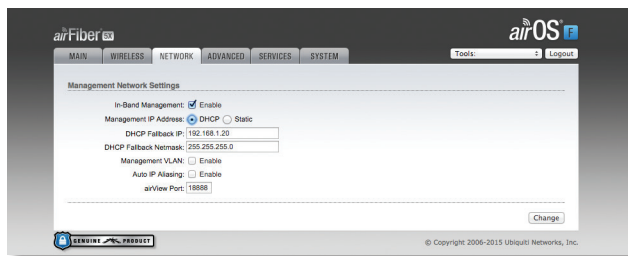 airFiber 5X
airOS F
MAIN WIRELESS NETWORK ADVANCED SERVICES SYSTEM
Tools: Logout
Management Network Settings
In-Band Management: Enable
Management IP Address: DHCP Static
DHCP Fallback IP: 192.168.1.20
DHCP Fallback Netmask: 255.255.255.0
Management VLAN: Enable
Auto IP Aliasing: Enable
airView Port: 18888
Change
GENUINE PRODUCT
© Copyright 2006-2015 Ubiquiti Networks, Inc.